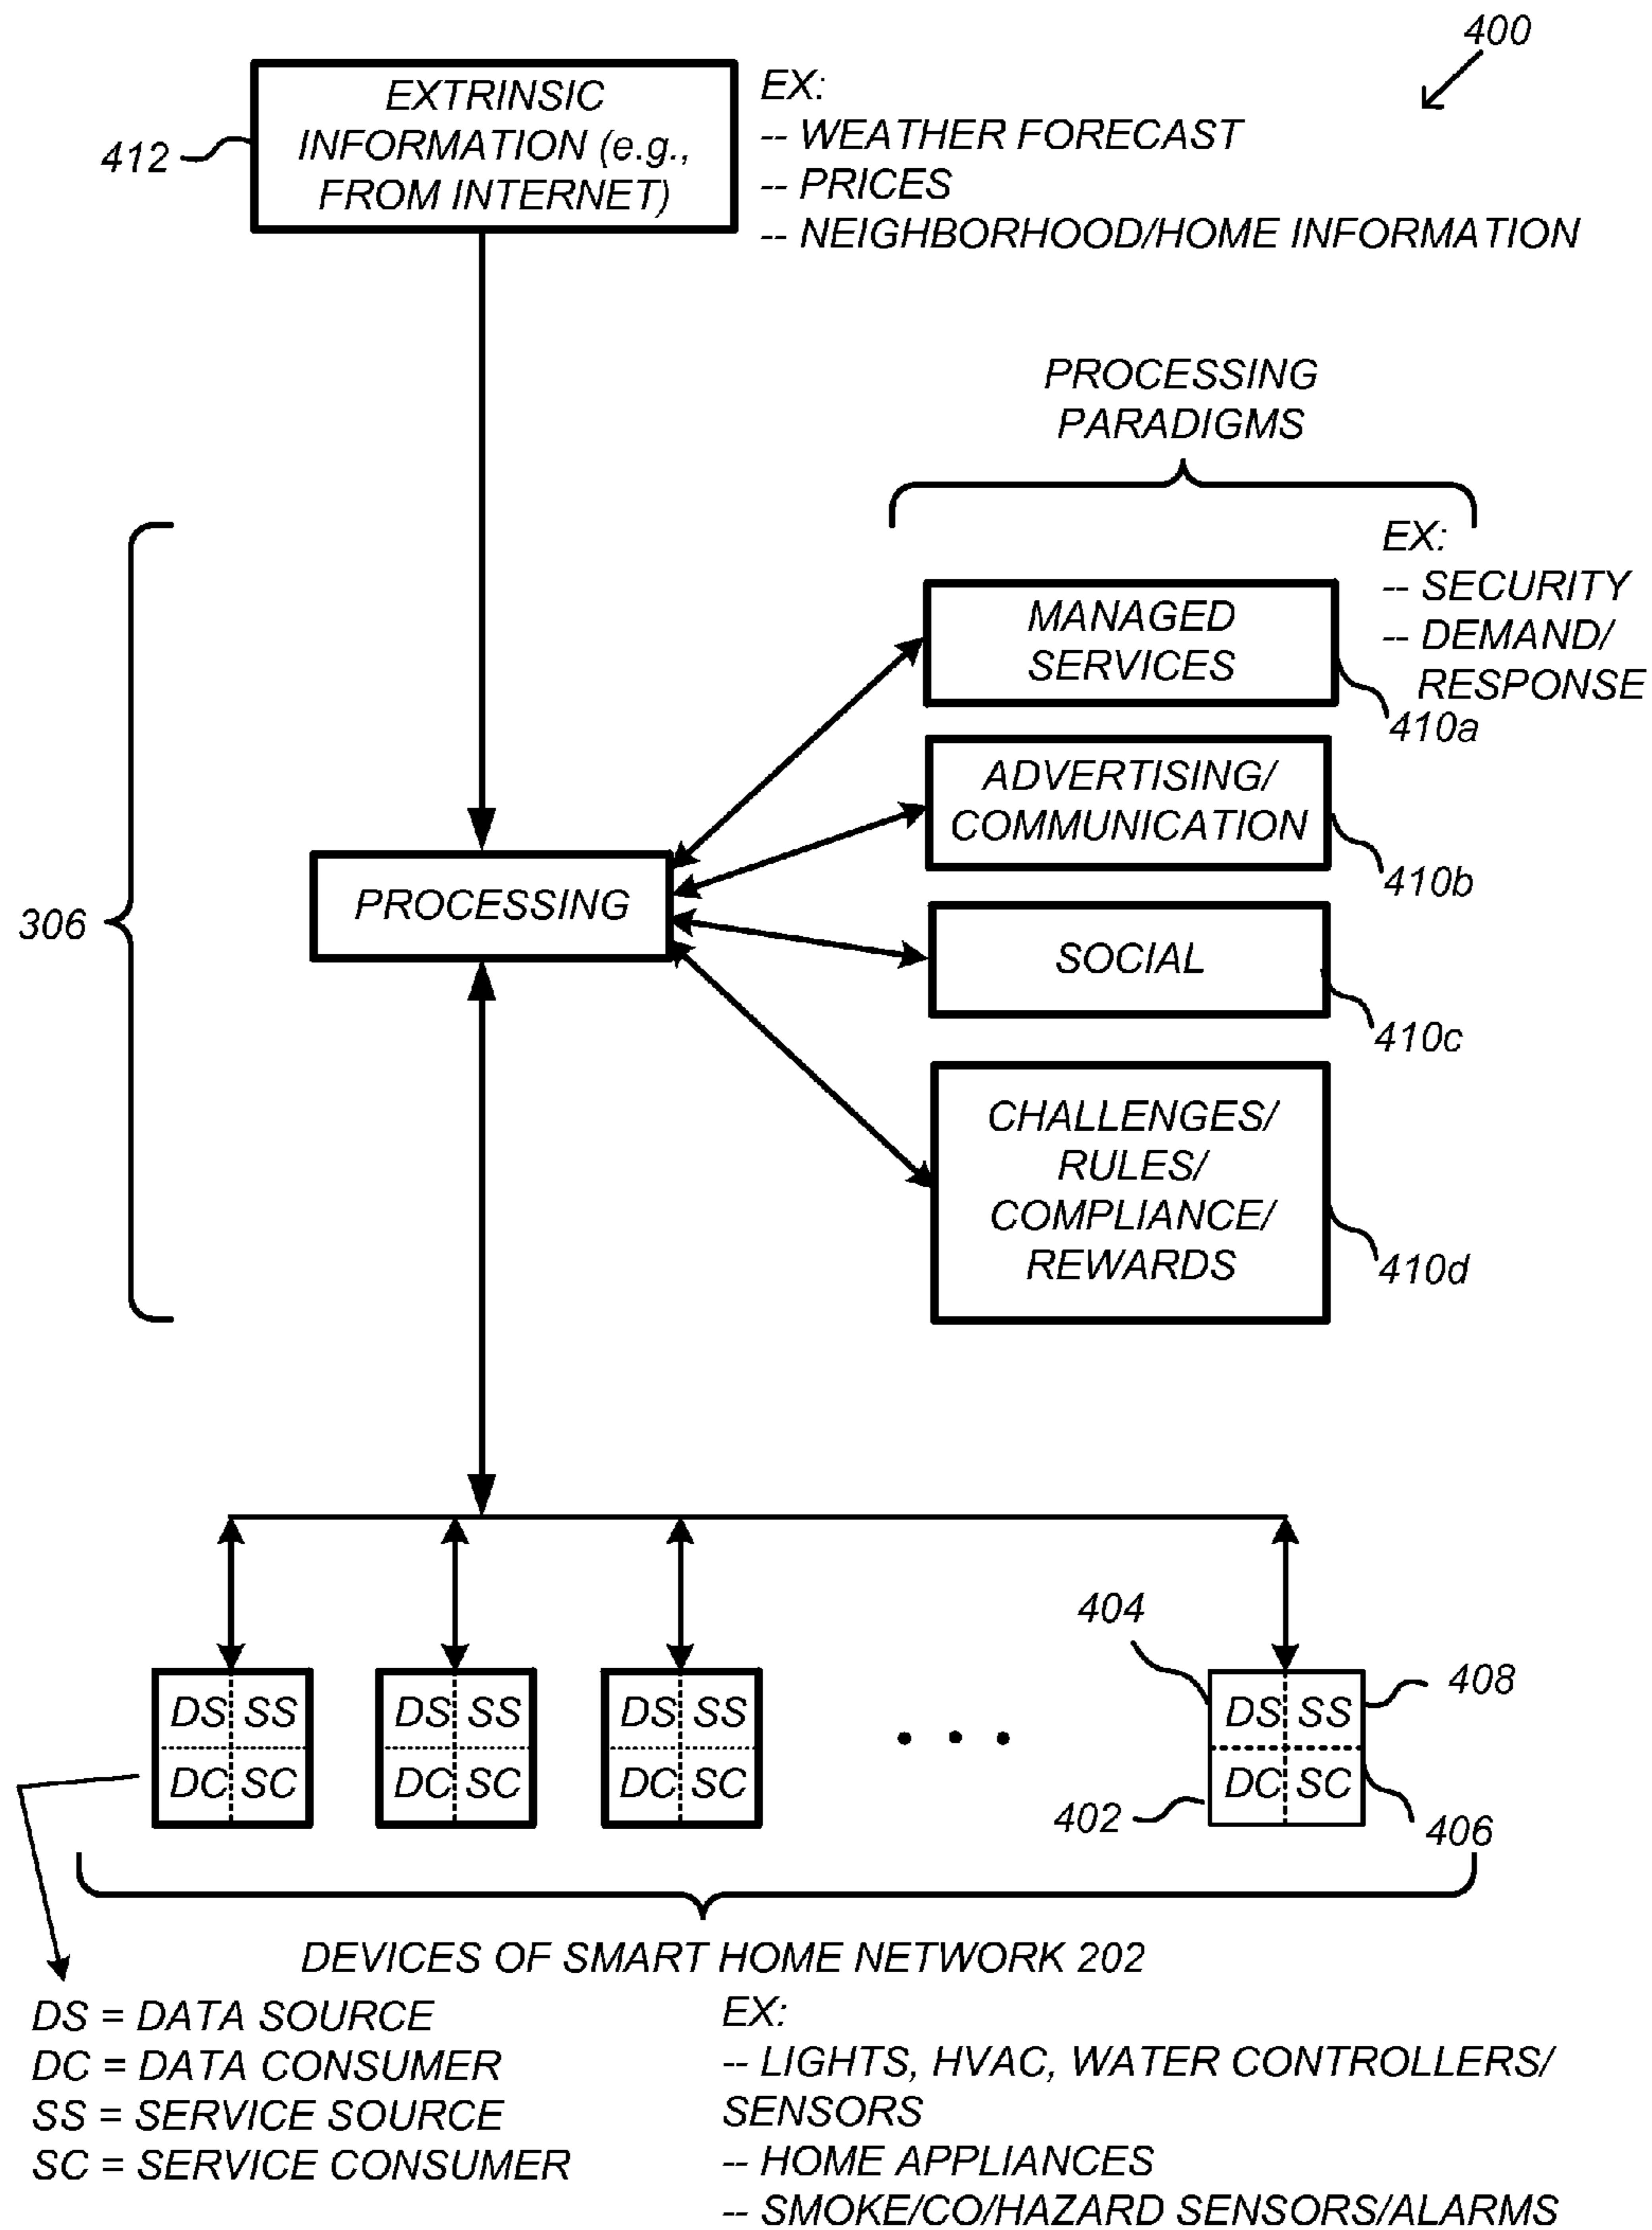 400
EXTRINSIC
INFORMATION (e.g.,
FROM INTERNET)
412
EX:
-- WEATHER FORECAST
-- PRICES
-- NEIGHBORHOOD/HOME INFORMATION
PROCESSING
PARADIGMS
EX:
-- SECURITY
-- DEMAND/
RESPONSE
MANAGED
SERVICES
410a
ADVERTISING/
COMMUNICATION
410b
306
PROCESSING
SOCIAL
410c
CHALLENGES/
RULES/
COMPLIANCE/
REWARDS
410d
404
408
DS SS
DC SC
DS SS
DC SC
DS SS
DC SC
. . .
DS SS
DC SC
402
406
DEVICES OF SMART HOME NETWORK 202
DS = DATA SOURCE
DC = DATA CONSUMER
SS = SERVICE SOURCE
SC = SERVICE CONSUMER
EX:
-- LIGHTS, HVAC, WATER CONTROLLERS/
SENSORS
-- HOME APPLIANCES
-- SMOKE/CO/HAZARD SENSORS/ALARMS